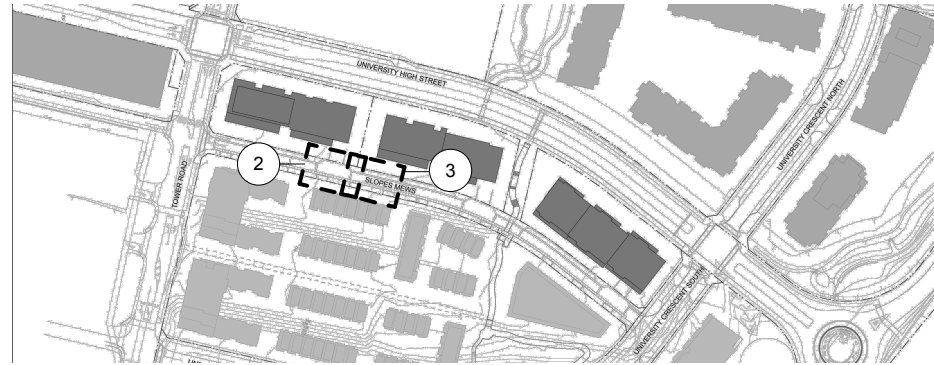 UNIVERSITY HIGH STREET
UNIVERSITY CRESCENT NORTH
2
3
SLOPES MEWS
TOWER ROAD
UNIVERSITY CRESCENT SOUTH